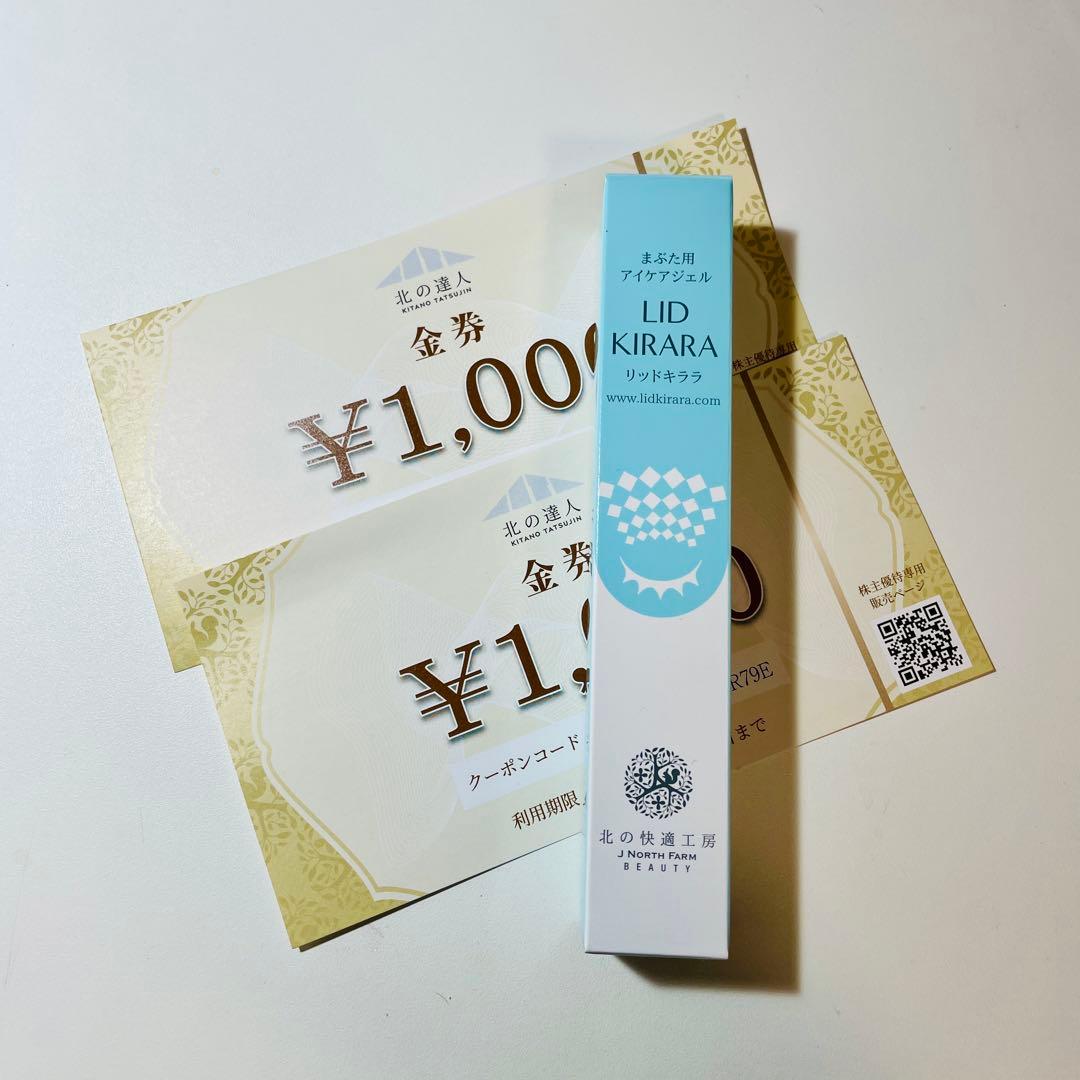 北の達人
KITANO TATSUJIN
金券
¥1,000
株主優待専用
北の達人
KITANO TATSUJIN
金券
¥1,
0
クーポンコード
R79E
利用期限
まで
株主優待専用
販売ページ
まぶた用
アイケアジェル
LID
KIRARA
リッドキララ
www.lidkirara.com
北の快適工房
J NORTH FARM
BEAUTY